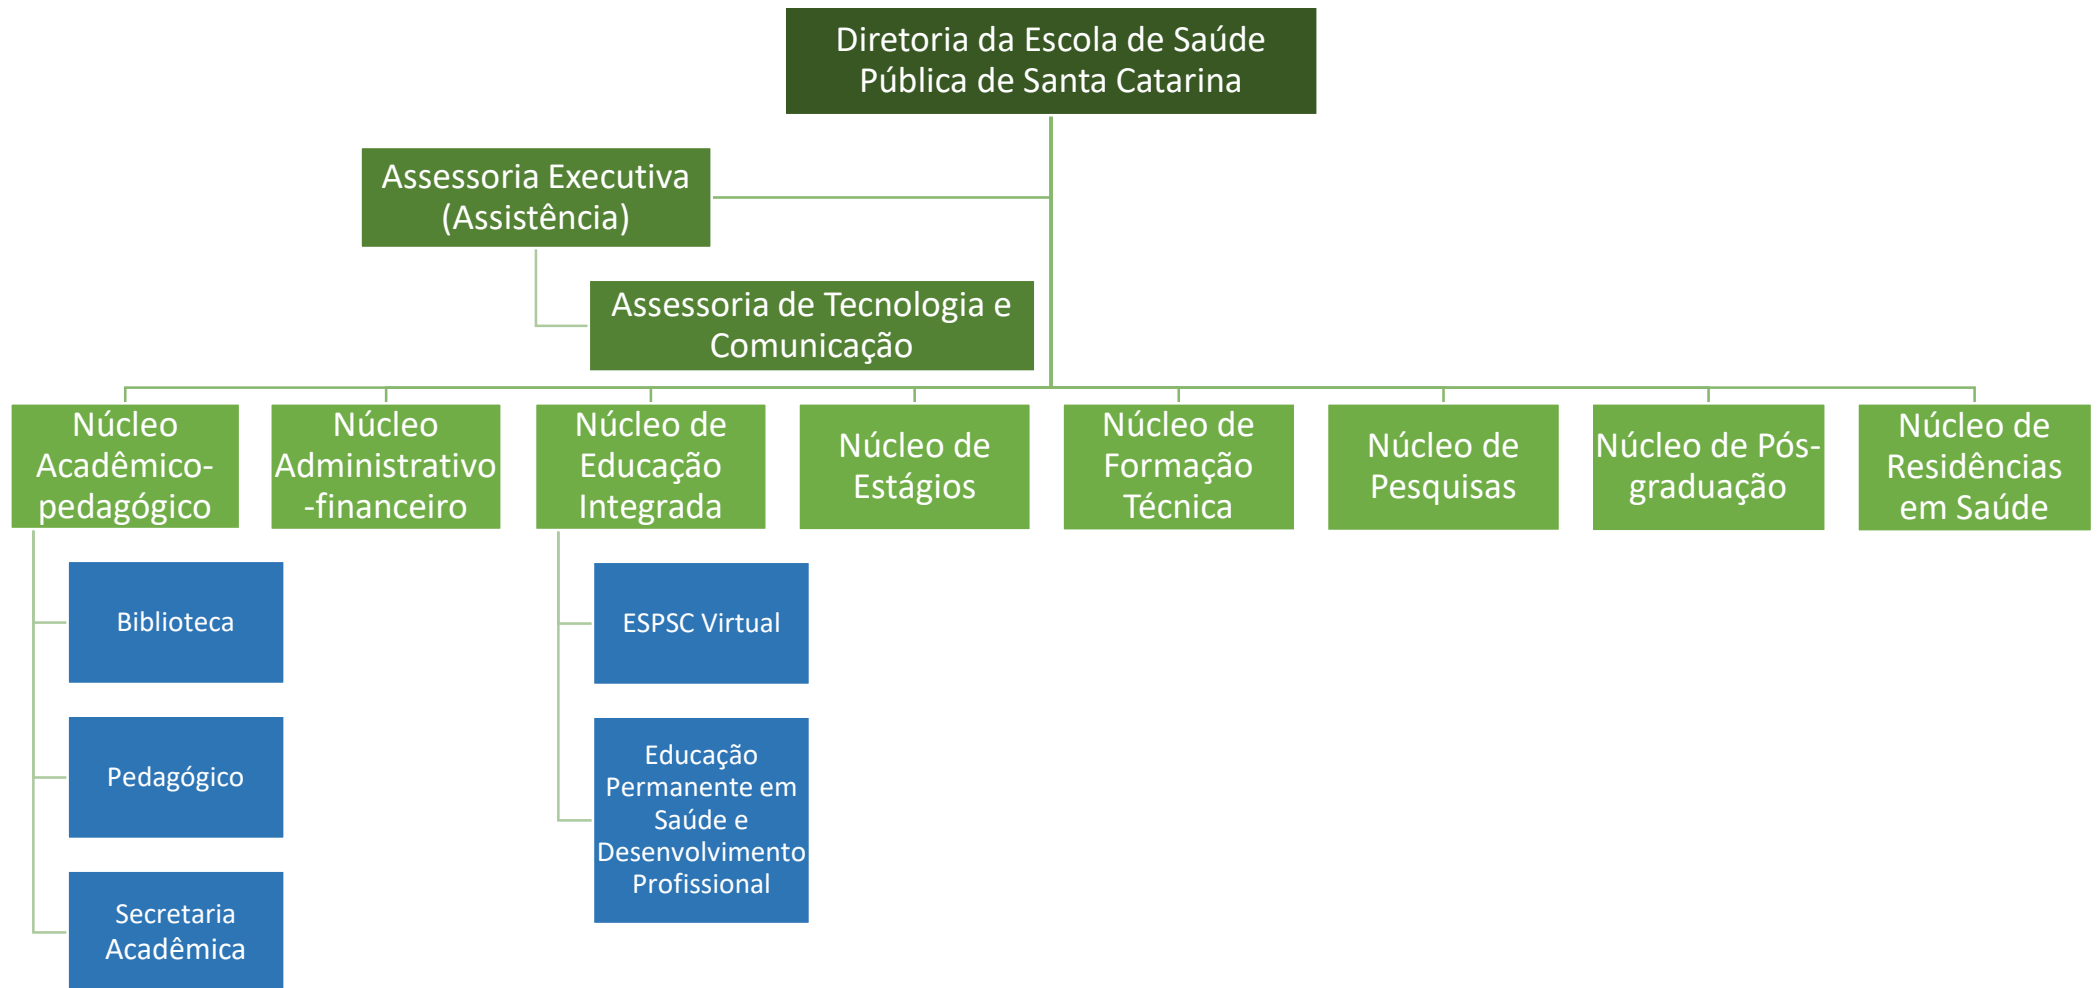 Diretoria da Escola de Saúde
Pública de Santa Catarina
Assessoria Executiva
(Assistência)
Assessoria de Tecnologia e
Comunicação
Núcleo
Acadêmico-
pedagógico
Núcleo
Administrativo
-financeiro
Núcleo de
Educação
Integrada
Núcleo de
Estágios
Núcleo de
Formação
Técnica
Núcleo de
Pesquisas
Núcleo de Pós-
graduação
Núcleo de
Residências
em Saúde
Biblioteca
Pedagógico
Secretaria
Acadêmica
ESPSC Virtual
Educação
Permanente em
Saúde e
Desenvolvimento
Profissional